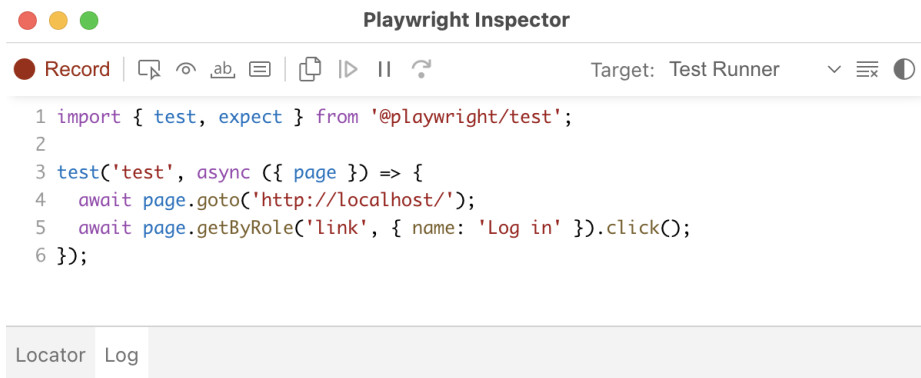 Playwright Inspector
Record ab Target: Test Runner
1 import { test, expect } from '@playwright/test';
2
3 test('test', async ({ page }) => {
4   await page.goto('http://localhost/');
5   await page.getByRole('link', { name: 'Log in' }).click();
6 });
Locator Log